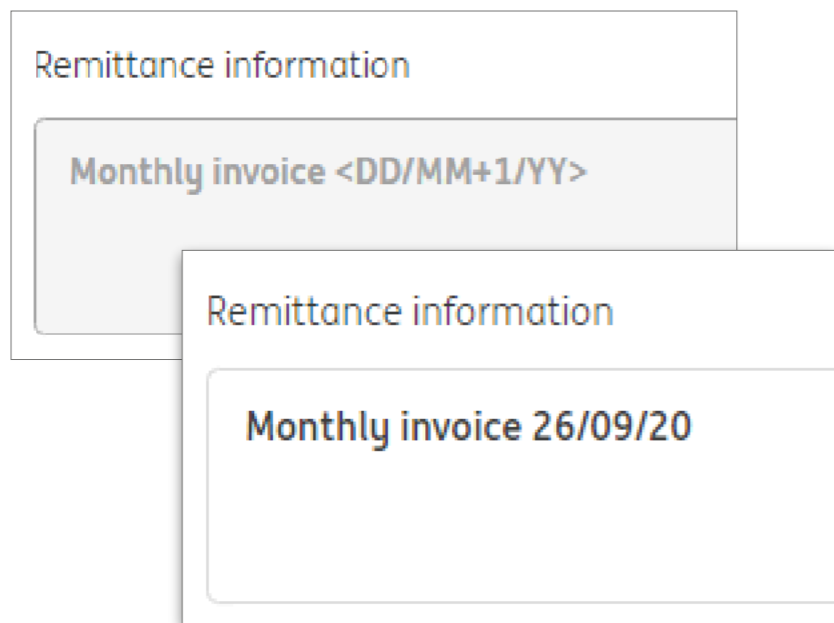 Remittance information
Monthly invoice <DD/MM+1/YY>
Remittance information
Monthly invoice 26/09/20